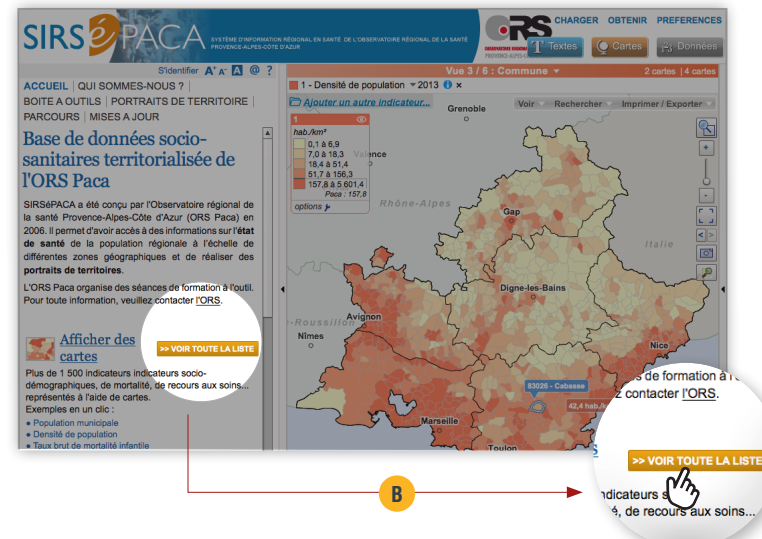 SIRSéPACA
SYSTÈME D'INFORMATION RÉGIONAL EN SANTÉ DE L'OBSERVATOIRE RÉGIONAL DE LA SANTÉ
PROVENCE-ALPES-CÔTE D'AZUR
ORS
CHARGER OBTENIR PREFERENCES
Textes Cartes Données
S'identifier A+ A- A @ ?
Vue 3 / 6 : Commune
2 cartes | 4 cartes
ACCUEIL | QUI SOMMES-NOUS ? |
BOITE A OUTILS | PORTRAITS DE TERRITOIRE |
PARCOURS | MISES A JOUR
Base de données socio-
sanitaires territorialisée de
l'ORS Paca
SIRSéPACA a été conçu par l'Observatoire régional de
la santé Provence-Alpes-Côte d'Azur (ORS Paca) en
2006. Il permet d'avoir accès à des informations sur l'état
de santé de la population régionale à l'échelle de
différentes zones géographiques et de réaliser des
portraits de territoires.
L'ORS Paca organise des séances de formation à l'outil.
Pour toute information, veuillez contacter l'ORS.
Afficher des
cartes
>> VOIR TOUTE LA LISTE
Plus de 1 500 indicateurs indicateurs socio-
démographiques, de mortalité, de recours aux soins...
représentés à l'aide de cartes.
Exemples en un clic :
• Population municipale
• Densité de population
• Taux brut de mortalité infantile
1 - Densité de population 2013 i ×
Ajouter un autre indicateur...
Voir Rechercher Imprimer / Exporter
1
hab./km²
0,1 à 6,9
7,0 à 18,3
18,4 à 51,4
51,7 à 156,3
157,8 à 5 601,4
Paca : 157,8
options
+
-
< >
Grenoble
Valence
Rhône-Alpes
Gap
Italie
Digne-les-Bains
Avignon
-Roussillon
Nîmes
Nice
83026 - Cabasse
42,4 hab./k
Marseille
Toulon
B
s de formation à l'o
z contacter l'ORS.
S
>> VOIR TOUTE LA LISTE
ndicateurs s
é, de recours aux soins...